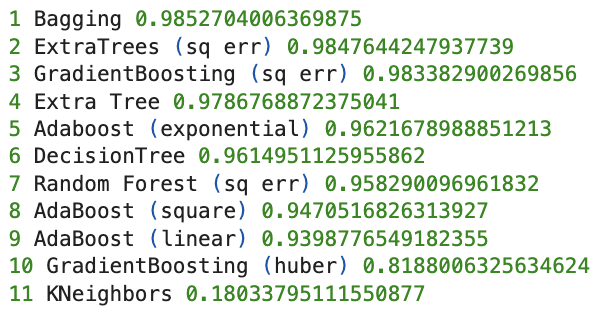 1 Bagging 0.9852704006369875
2 ExtraTrees (sq err) 0.9847644247937739
3 GradientBoosting (sq err) 0.983382900269856
4 Extra Tree 0.9786768872375041
5 Adaboost (exponential) 0.9621678988851213
6 DecisionTree 0.9614951125955862
7 Random Forest (sq err) 0.958290096961832
8 AdaBoost (square) 0.9470516826313927
9 AdaBoost (linear) 0.9398776549182355
10 GradientBoosting (huber) 0.8188006325634624
11 KNeighbors 0.18033795111550877